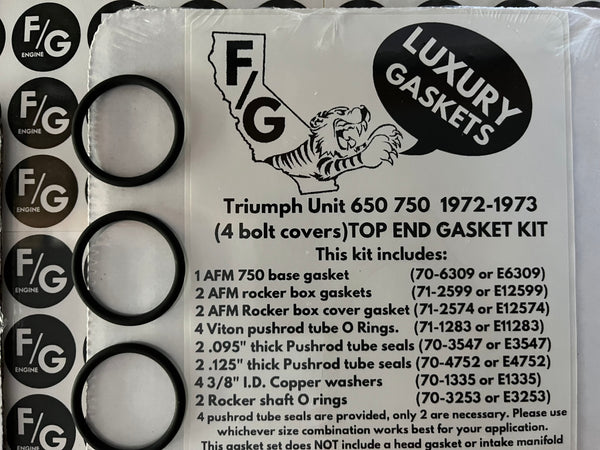 F/G
ENGINE
F/G
ENGINE
F/G
ENGINE
F/G
ENGINE
F/G
ENGINE
F/G
F/G
LUXURY
GASKETS
Triumph Unit 650 750 1972-1973
(4 bolt covers)TOP END GASKET KIT
This kit includes:
1 AFM 750 base gasket (70-6309 or E6309)
2 AFM rocker box gaskets (71-2599 or E12599)
2 AFM Rocker box cover gasket (71-2574 or E12574)
4 Viton pushrod tube O Rings. (71-1283 or E11283)
2 .095" thick Pushrod tube seals (70-3547 or E3547)
2 .125" thick Pushrod tube seals (70-4752 or E4752)
4 3/8" I.D. Copper washers (70-1335 or E1335)
2 Rocker shaft O rings (70-3253 or E3253)
4 pushrod tube seals are provided, only 2 are necessary. Please use
whichever size combination works best for your application.
This gasket set does NOT include a head gasket or intake manifold